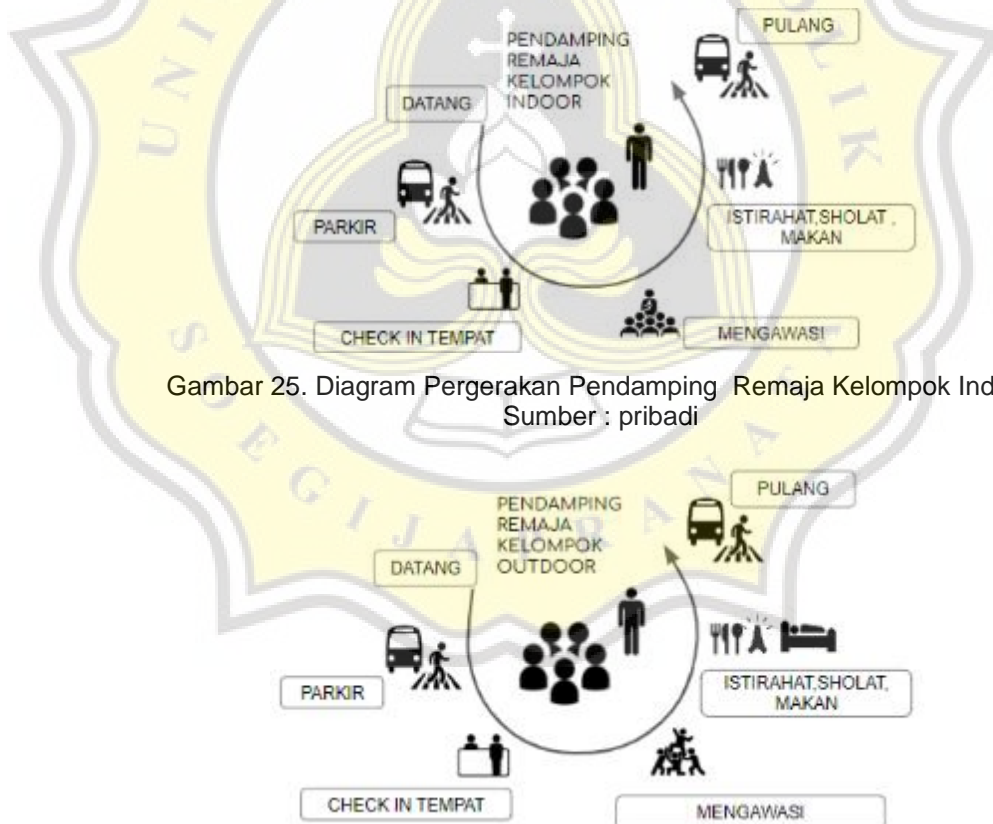 PENDAMPING
REMAJA
KELOMPOK
INDOOR
PULANG
DATANG
PARKIR
ISTIRAHAT,SHOLAT ,
MAKAN
CHECK IN TEMPAT
MENGAWASI
Gambar 25. Diagram Pergerakan Pendamping  Remaja Kelompok Ind
Sumber : pribadi
PENDAMPING
REMAJA
KELOMPOK
OUTDOOR
PULANG
DATANG
PARKIR
ISTIRAHAT,SHOLAT,
MAKAN
CHECK IN TEMPAT
MENGAWASI
SOEGIJAPRANATA